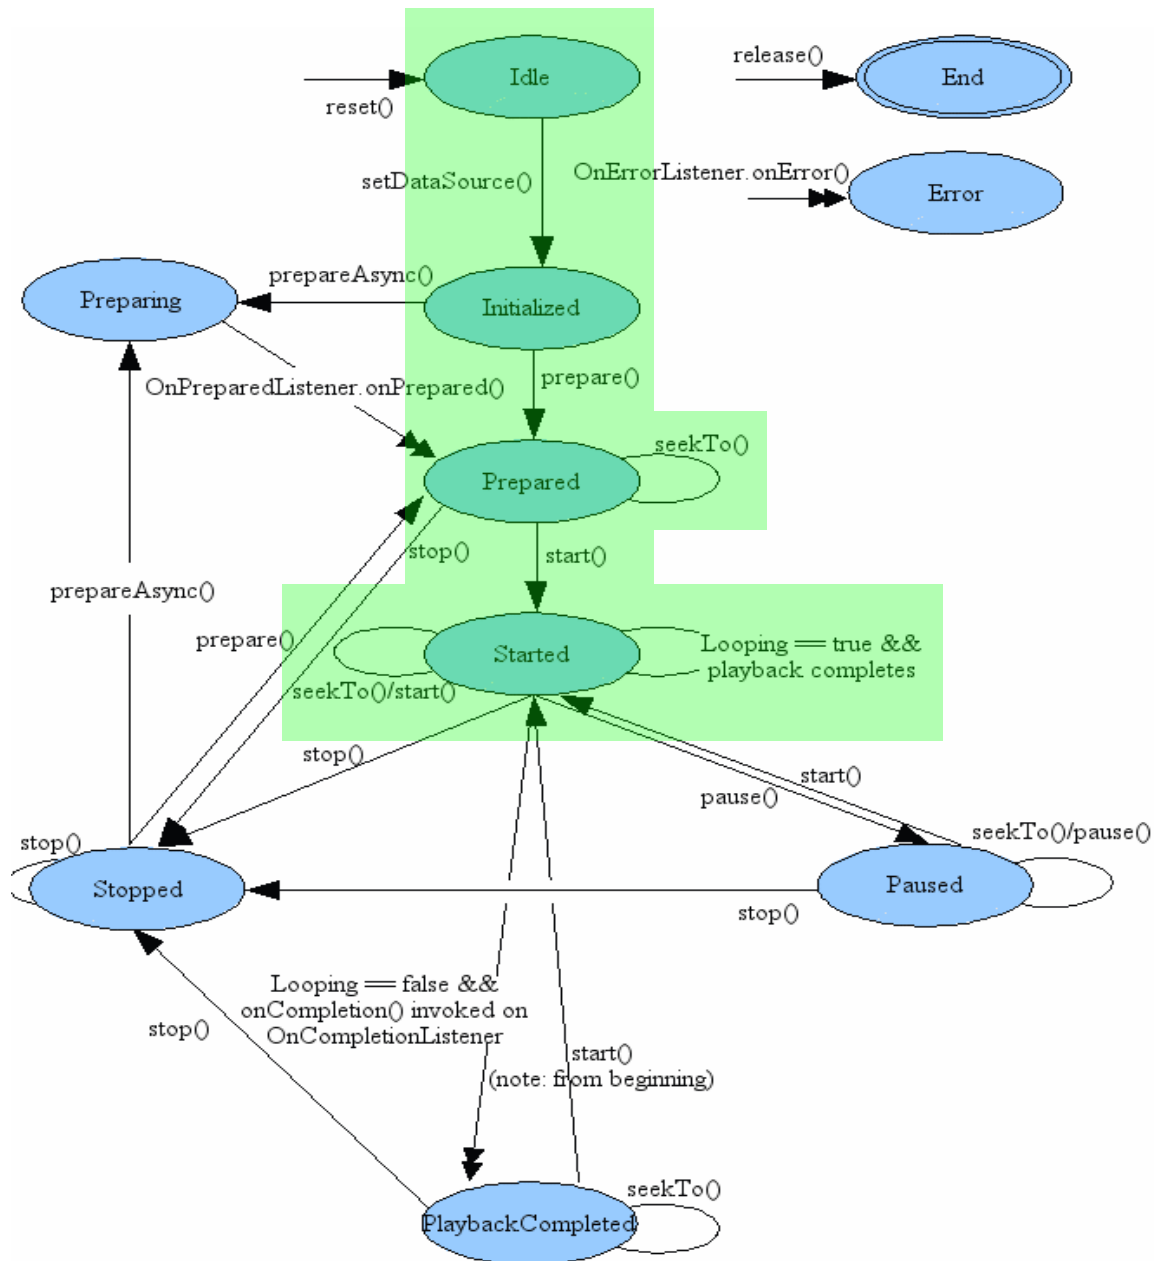 Idle
release()
End
reset()
setDataSource()
OnErrorListener.onError()
Error
prepareAsync()
Preparing
Initialized
OnPreparedListener.onPrepared()
prepare()
seekTo()
Prepared
stop()
start()
prepareAsync()
prepare()
Started
Looping == true &&
playback completes
seekTo()/start()
stop()
pause()
start()
stop()
seekTo()/pause()
Stopped
Paused
stop()
Looping == false &&
onCompletion() invoked on
OnCompletionListener
stop()
start()
(note: from beginning)
seekTo()
PlaybackCompleted